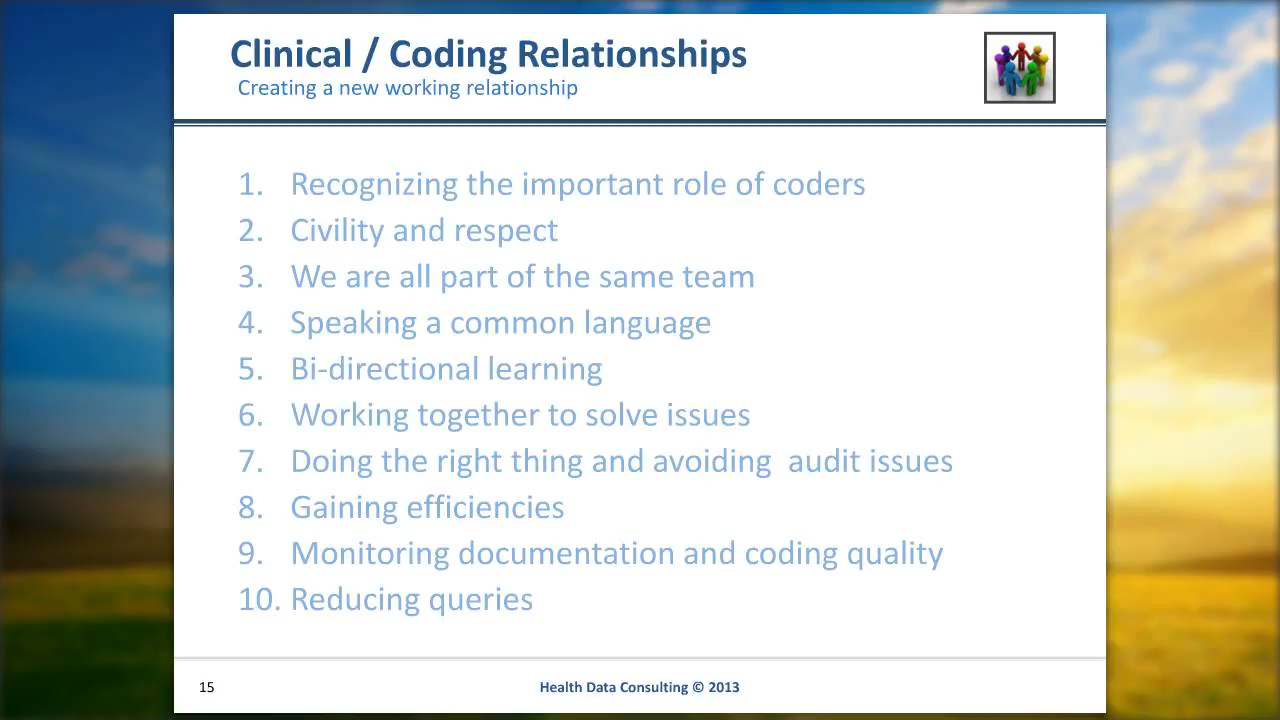 Clinical / Coding Relationships
Creating a new working relationship
1. Recognizing the important role of coders
2. Civility and respect
3. We are all part of the same team
4. Speaking a common language
5. Bi-directional learning
6. Working together to solve issues
7. Doing the right thing and avoiding  audit issues
8. Gaining efficiencies
9. Monitoring documentation and coding quality
10. Reducing queries
15 Health Data Consulting © 2013